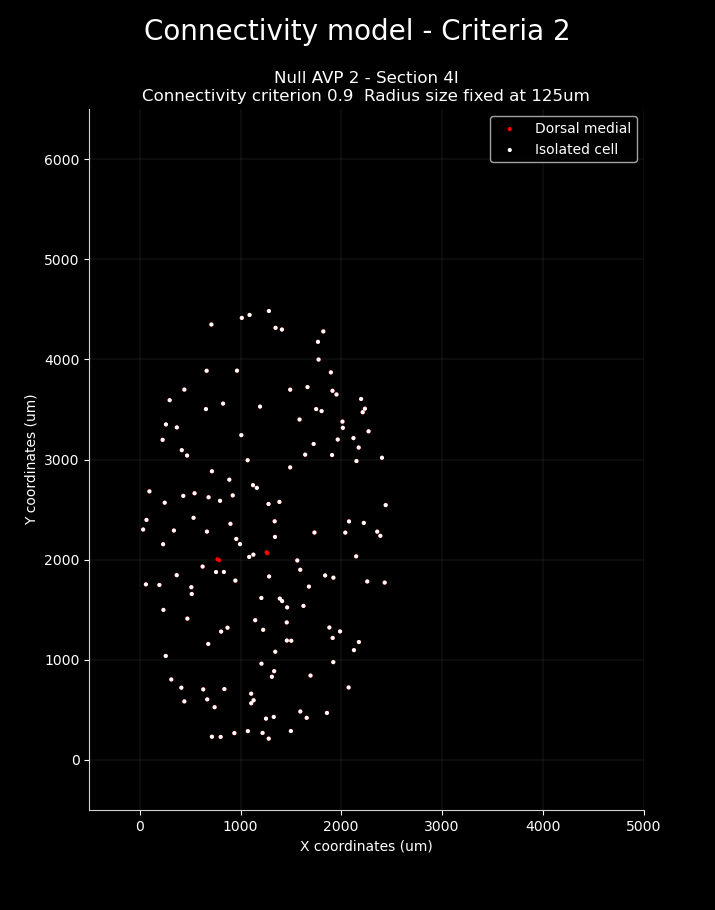 Connectivity model - Criteria 2
Null AVP 2 - Section 4I
Connectivity criterion 0.9  Radius size fixed at 125um
Dorsal medial
Isolated cell
6000
5000
4000
3000
2000
1000
0
Y coordinates (um)
0 1000 2000 3000 4000 5000
X coordinates (um)